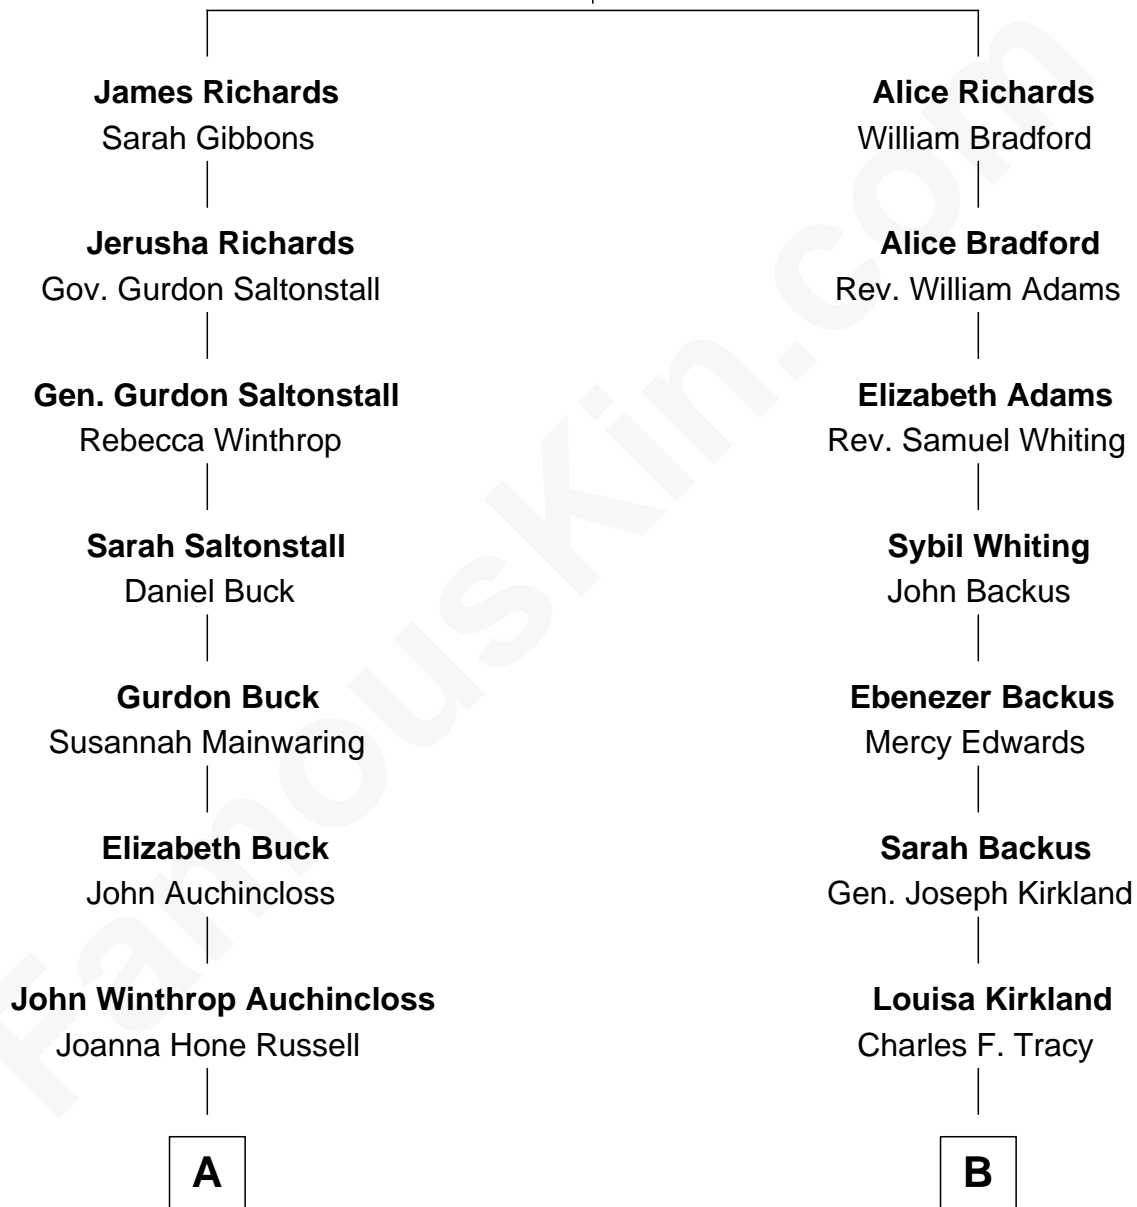 James Richards
Sarah Gibbons
Alice Richards
William Bradford
Jerusha Richards
Gov. Gurdon Saltonstall
Alice Bradford
Rev. William Adams
Gen. Gurdon Saltonstall
Rebecca Winthrop
Elizabeth Adams
Rev. Samuel Whiting
Sarah Saltonstall
Daniel Buck
Sybil Whiting
John Backus
Gurdon Buck
Susannah Mainwaring
Ebenezer Backus
Mercy Edwards
Elizabeth Buck
John Auchincloss
Sarah Backus
Gen. Joseph Kirkland
John Winthrop Auchincloss
Joanna Hone Russell
Louisa Kirkland
Charles F. Tracy
A
B
FamousKin.com